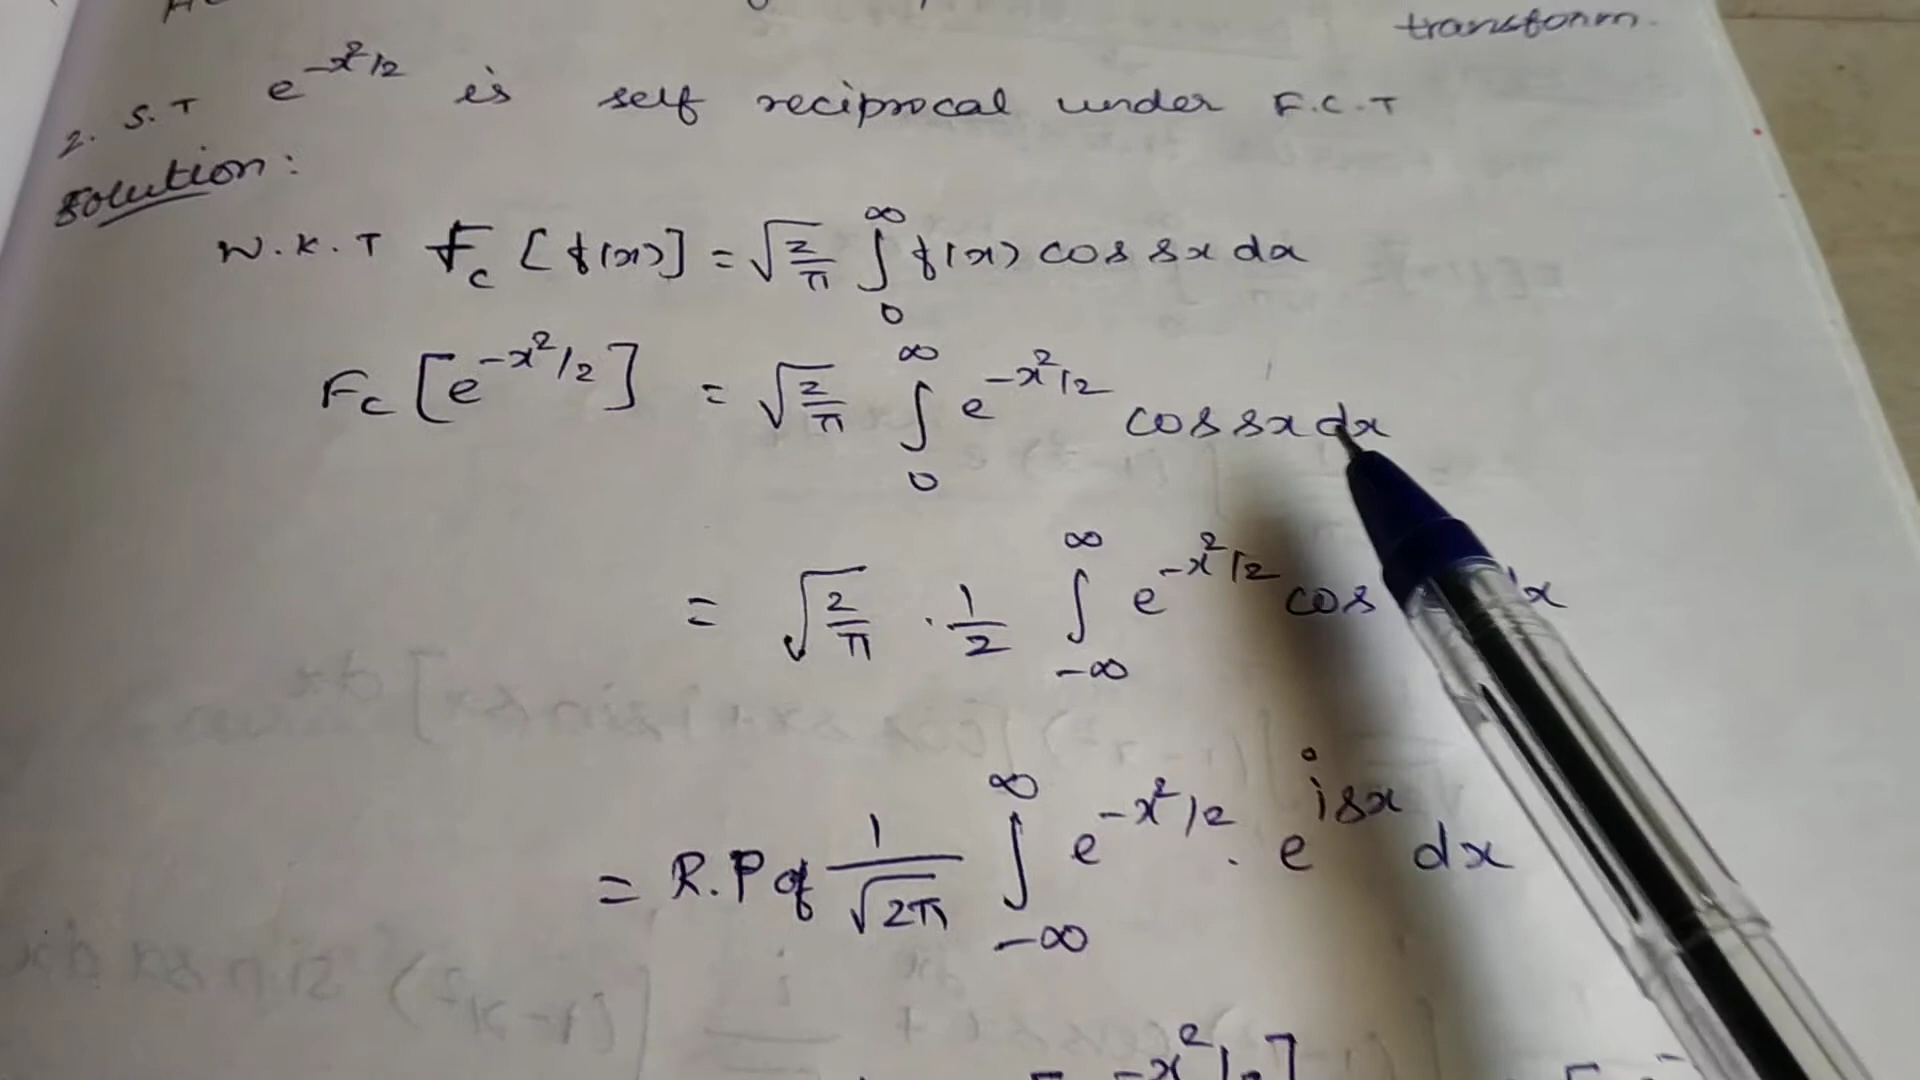 transform.
2. S.T e^{-x²/2} is self reciprocal under F.C.T
Solution:
W.K.T F_c [f(x)] = √(2/π) ∫_0^∞ f(x) cos sx dx
F_c [e^{-x²/2}] = √(2/π) ∫_0^∞ e^{-x²/2} cos sx dx
= √(2/π) · 1/2 ∫_{-∞}^∞ e^{-x²/2} cos x
= R.P of 1/√(2π) ∫_{-∞}^∞ e^{-x²/2} · e^{isx} dx